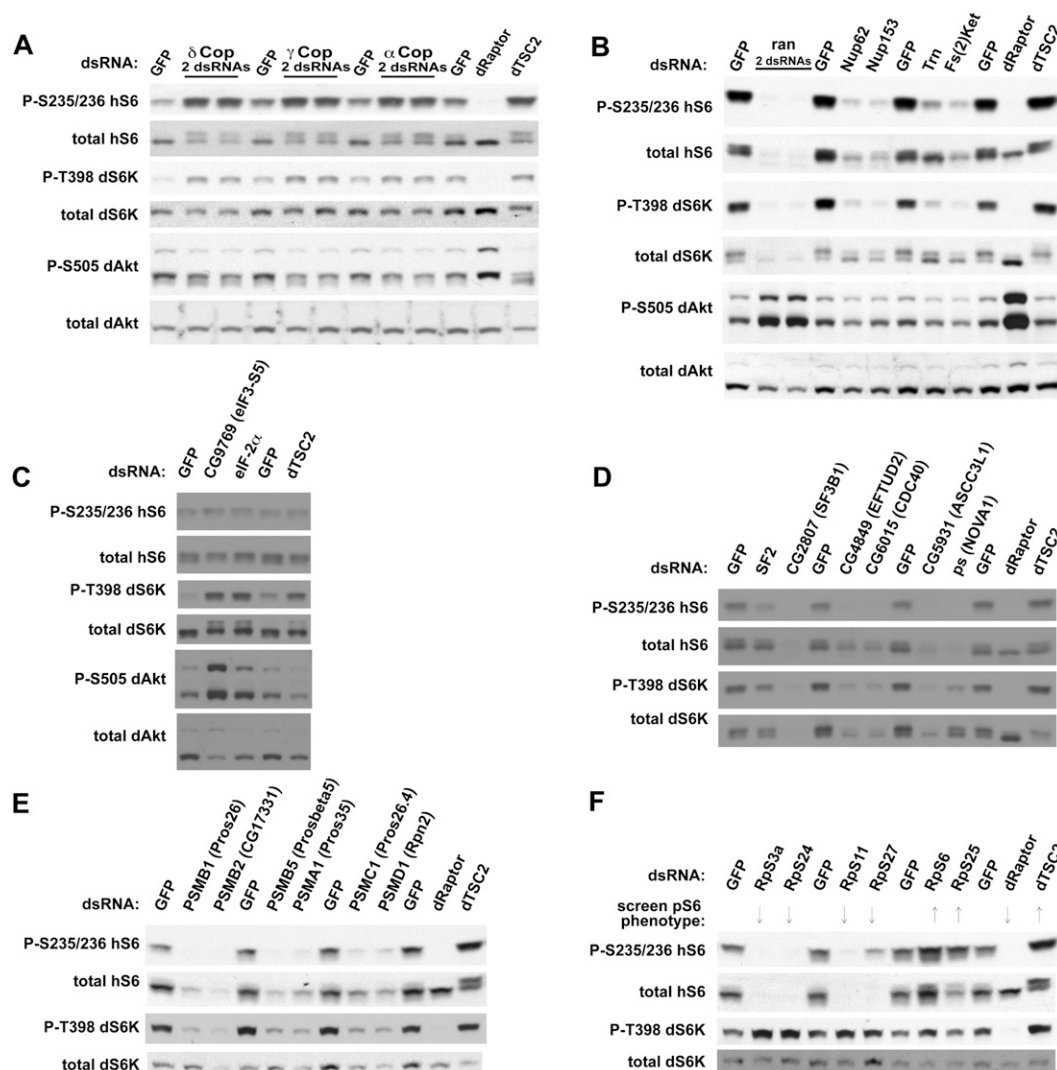 A
dsRNA:
GFP
δ Cop
2 dsRNAs
GFP
γ Cop
2 dsRNAs
GFP
α Cop
2 dsRNAs
GFP
dRaptor
dTSC2
P-S235/236 hS6
total hS6
P-T398 dS6K
total dS6K
P-S505 dAkt
total dAkt
B
dsRNA:
GFP
ran
2 dsRNAs
GFP
Nup62
Nup153
GFP
Trn
Fs(2)Ket
GFP
dRaptor
dTSC2
P-S235/236 hS6
total hS6
P-T398 dS6K
total dS6K
P-S505 dAkt
total dAkt
C
dsRNA:
GFP
CG9769 (eIF3-S5)
eIF-2α
GFP
dTSC2
P-S235/236 hS6
total hS6
P-T398 dS6K
total dS6K
P-S505 dAkt
total dAkt
D
dsRNA:
GFP
SF2
CG2807 (SF3B1)
GFP
CG4849 (EFTUD2)
CG6015 (CDC40)
GFP
CG5931 (ASCC3L1)
ps (NOVA1)
GFP
dRaptor
dTSC2
P-S235/236 hS6
total hS6
P-T398 dS6K
total dS6K
E
dsRNA:
GFP
PSMB1 (Pros26)
PSMB2 (CG17331)
GFP
PSMB5 (Prosbeta5)
PSMA1 (Pros35)
GFP
PSMC1 (Pros26.4)
PSMD1 (Rpn2)
GFP
dRaptor
dTSC2
P-S235/236 hS6
total hS6
P-T398 dS6K
total dS6K
F
dsRNA:
GFP
RpS3a
RpS24
GFP
RpS11
RpS27
GFP
RpS6
RpS25
GFP
dRaptor
dTSC2
screen pS6
phenotype: ↓ ↓ ↓ ↓ ↑ ↑ ↓ ↑
P-S235/236 hS6
total hS6
P-T398 dS6K
total dS6K